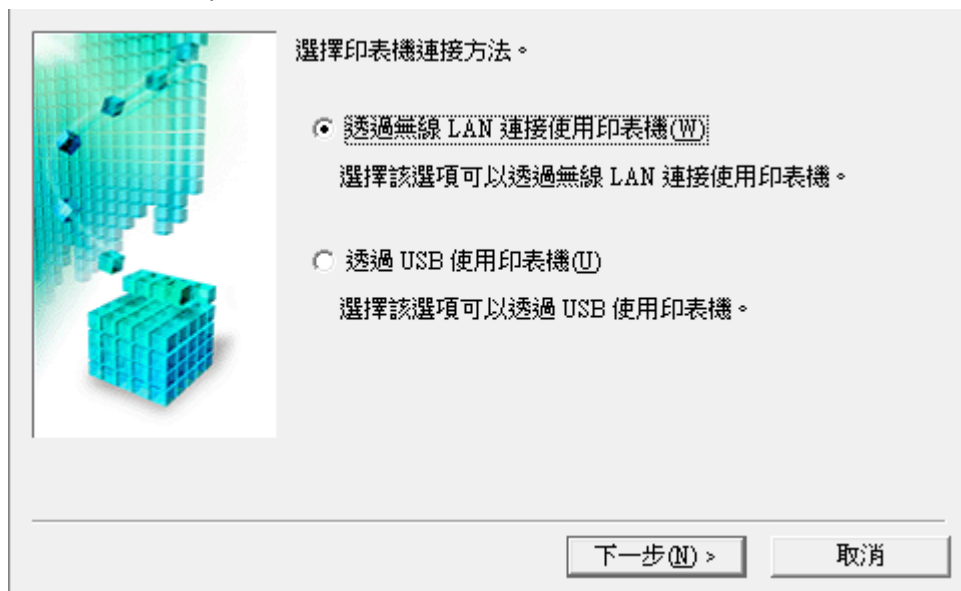 選擇印表機連接方法。
透過無線 LAN 連接使用印表機(W)
選擇該選項可以透過無線 LAN 連接使用印表機。
透過 USB 使用印表機(U)
選擇該選項可以透過 USB 使用印表機。
下一步(N) >
取消